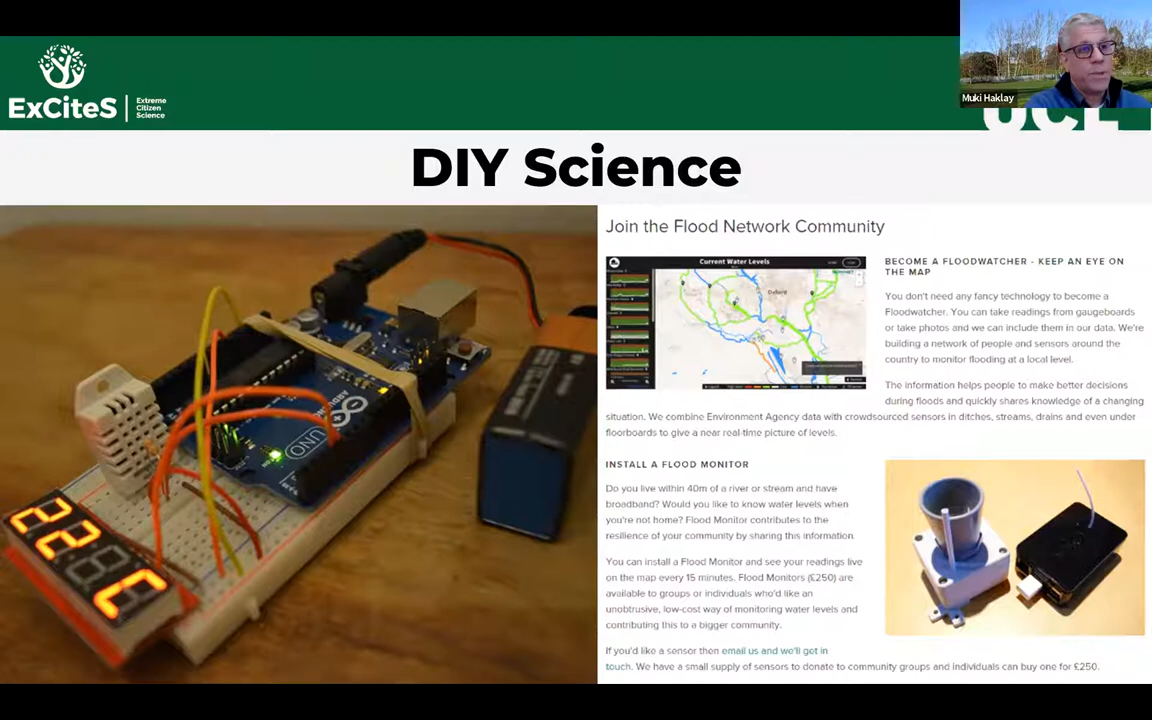 ExCiteS
Extreme
Citizen
Science
Muki Haklay
UCL
DIY Science
22 C
UNO
Join the Flood Network Community
Current Water Levels
Oxford
BECOME A FLOODWATCHER - KEEP AN EYE ON
THE MAP
You don't need any fancy technology to become a
Floodwatcher. You can take readings from gaugeboards
or take photos and we can include them in our data. We're
building a network of people and sensors around the
country to monitor flooding at a local level.
The information helps people to make better decisions
during floods and quickly shares knowledge of a changing
situation. We combine Environment Agency data with crowdsourced sensors in ditches, streams, drains and even under
floorboards to give a near real-time picture of levels.
INSTALL A FLOOD MONITOR
Do you live within 40m of a river or stream and have
broadband? Would you like to know water levels when
you're not home? Flood Monitor contributes to the
resilience of your community by sharing this information.
You can install a Flood Monitor and see your readings live
on the map every 15 minutes. Flood Monitors (£250) are
available to groups or individuals who'd like an
unobtrusive, low-cost way of monitoring water levels and
contributing this to a bigger community.
If you'd like a sensor then email us and we'll get in
touch. We have a small supply of sensors to donate to community groups and individuals can buy one for £250.